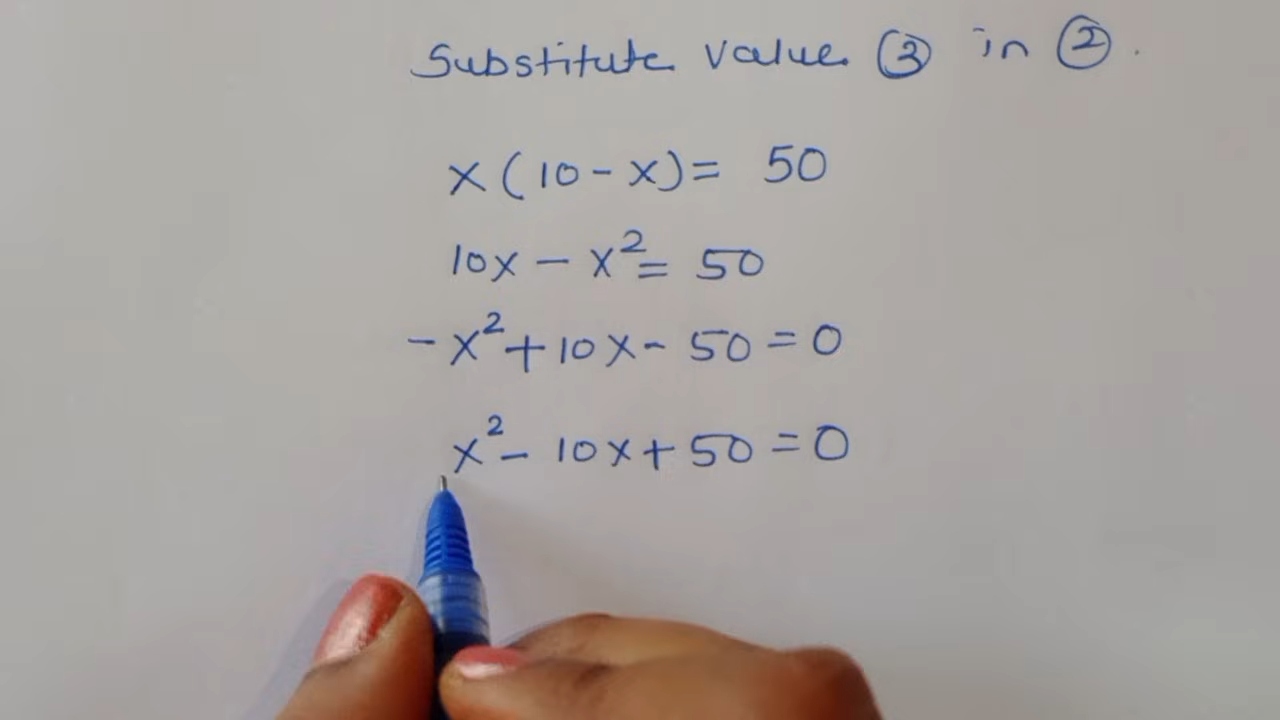 Substitute value ③ in ②.
x(10-x) = 50
10x - x² = 50
-x² + 10x - 50 = 0
x² - 10x + 50 = 0